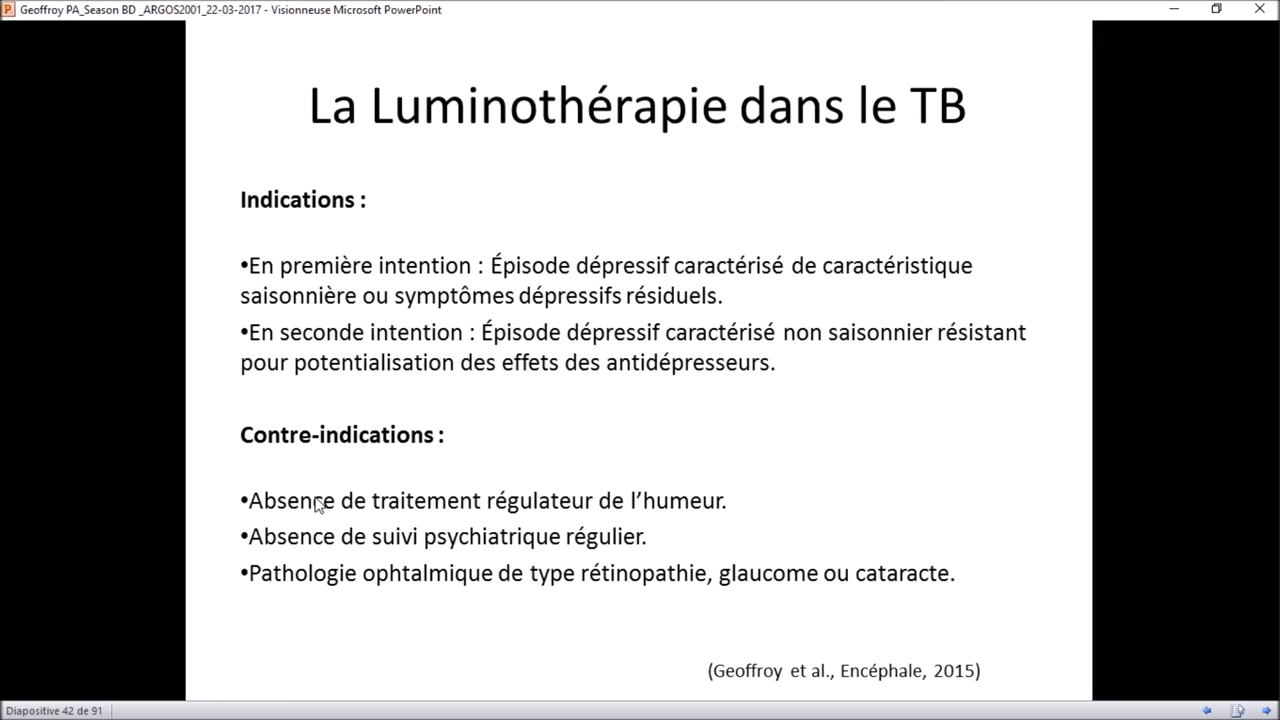 Geoffroy PA_Season BD _ARGOS2001_22-03-2017 - Visionneuse Microsoft PowerPoint
La Luminothérapie dans le TB
Indications :
•En première intention : Épisode dépressif caractérisé de caractéristique
saisonnière ou symptômes dépressifs résiduels.
•En seconde intention : Épisode dépressif caractérisé non saisonnier résistant
pour potentialisation des effets des antidépresseurs.
Contre-indications :
•Absence de traitement régulateur de l’humeur.
•Absence de suivi psychiatrique régulier.
•Pathologie ophtalmique de type rétinopathie, glaucome ou cataracte.
(Geoffroy et al., Encéphale, 2015)
Diapositive 42 de 91